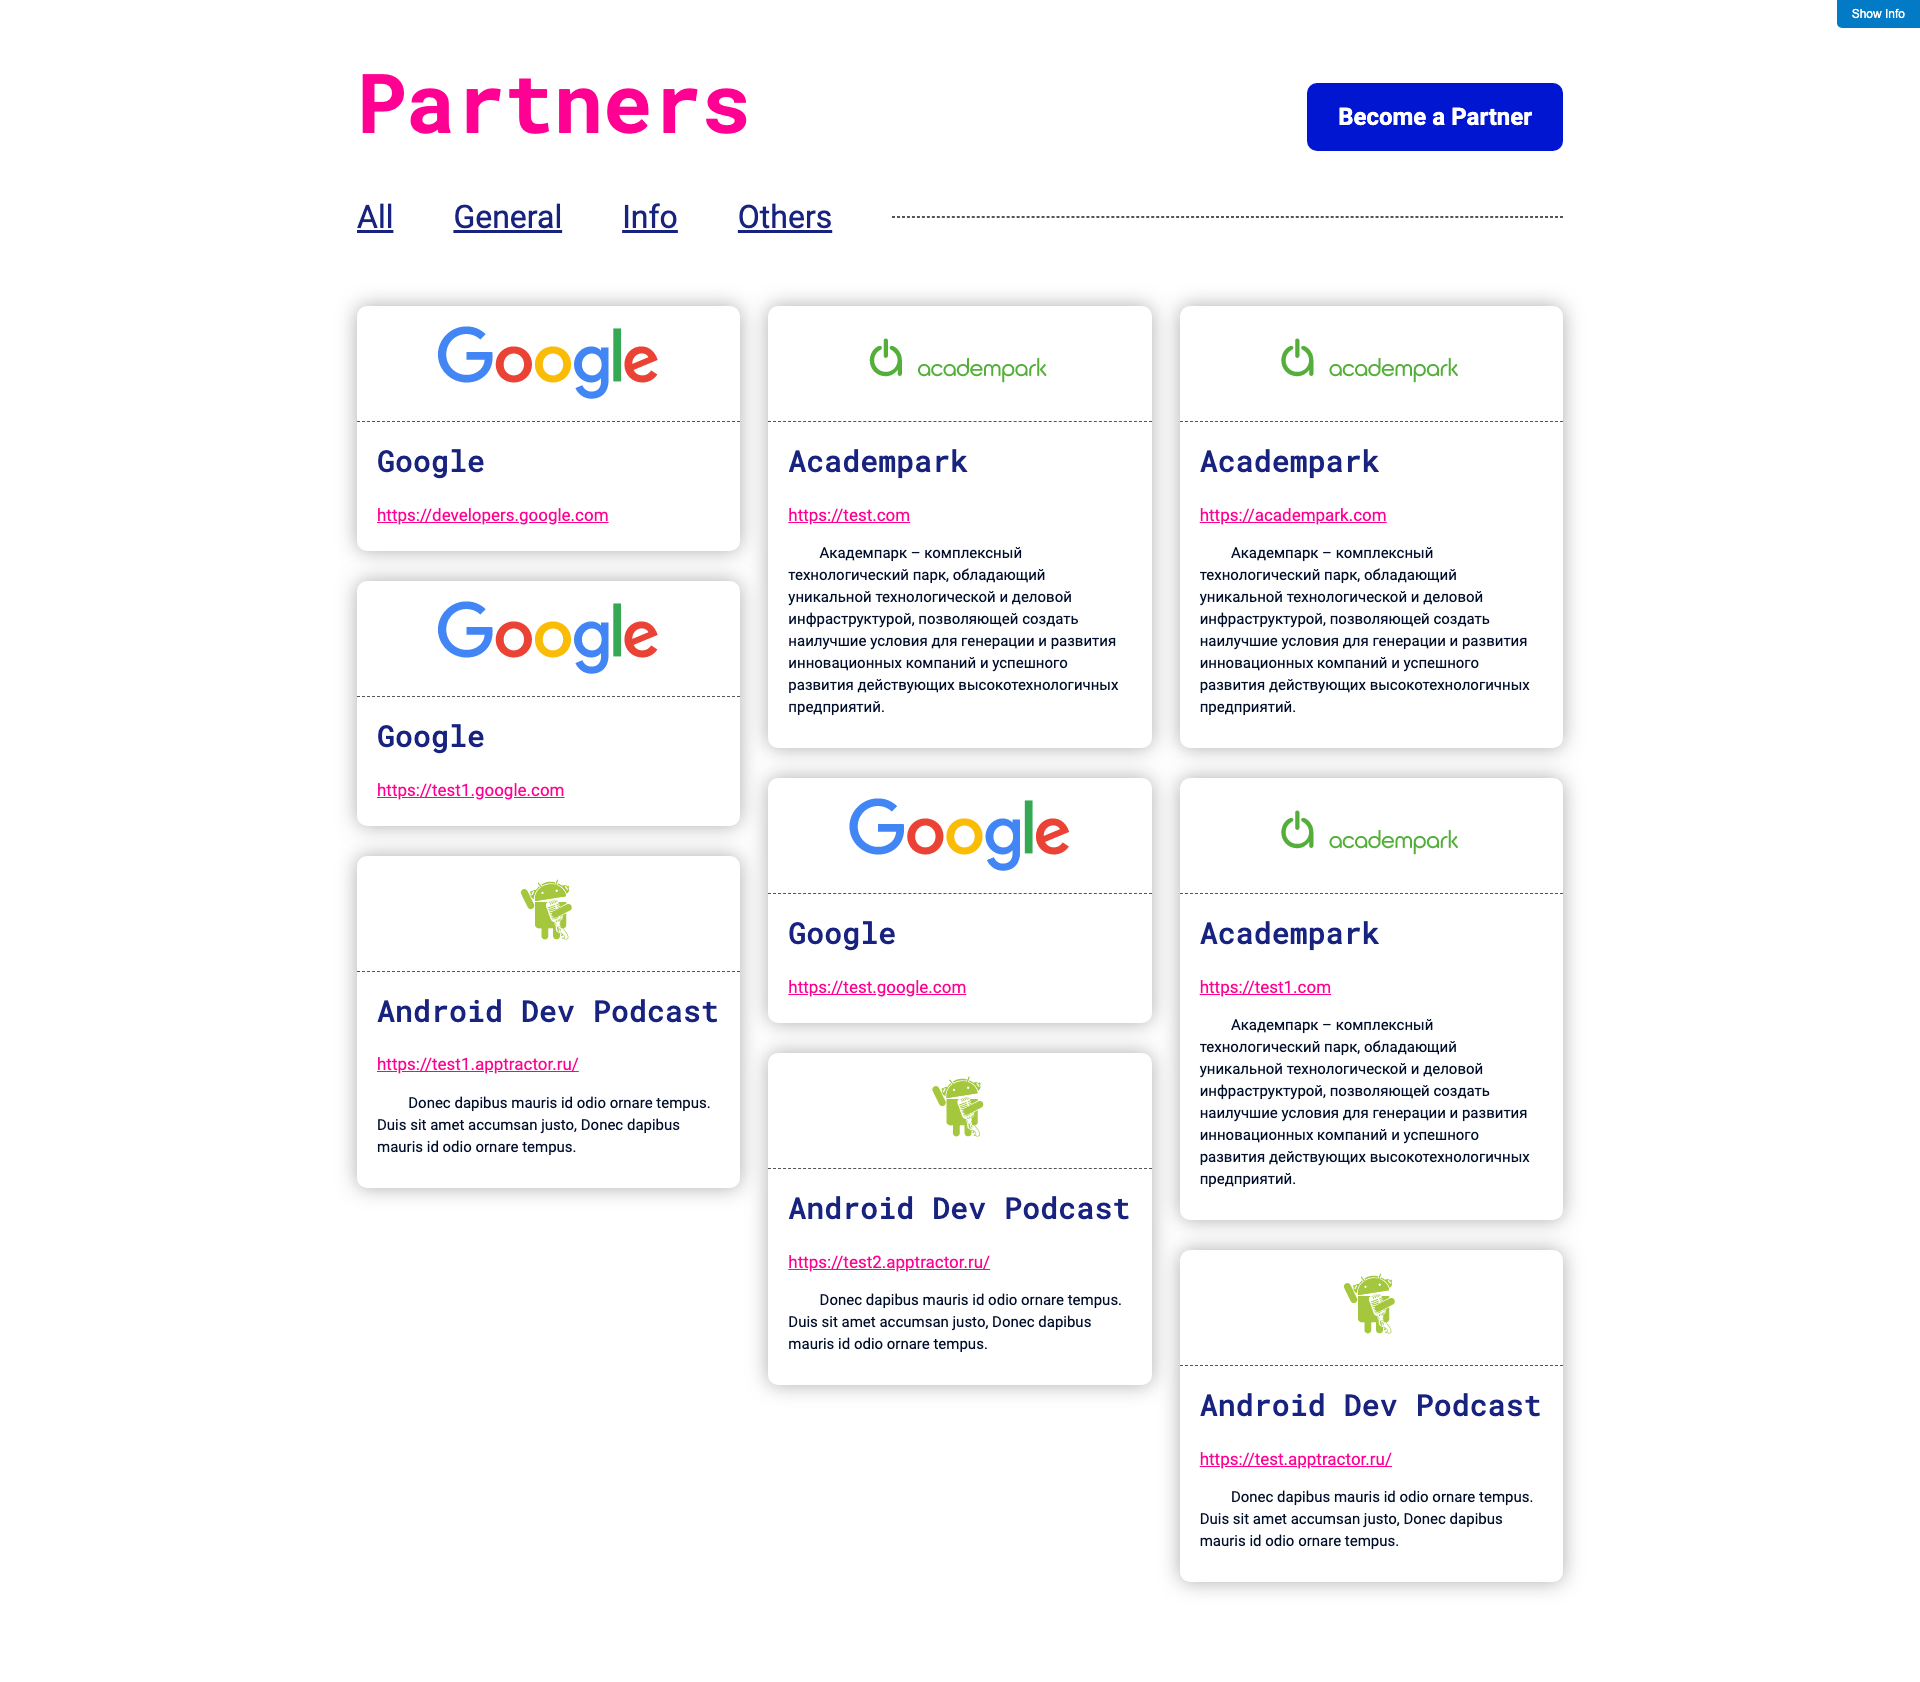 Show Info
Partners
Become a Partner
All
General
Info
Others
Google
Google
https://developers.google.com
Google
Google
https://test1.google.com
Android Dev Podcast
https://test1.apptractor.ru/
Donec dapibus mauris id odio ornare tempus.
Duis sit amet accumsan justo, Donec dapibus
mauris id odio ornare tempus.
academpark
Academpark
https://test.com
Академпарк – комплексный
технологический парк, обладающий
уникальной технологической и деловой
инфраструктурой, позволяющей создать
наилучшие условия для генерации и развития
инновационных компаний и успешного
развития действующих высокотехнологичных
предприятий.
Google
Google
https://test.google.com
Android Dev Podcast
https://test2.apptractor.ru/
Donec dapibus mauris id odio ornare tempus.
Duis sit amet accumsan justo, Donec dapibus
mauris id odio ornare tempus.
academpark
Academpark
https://academpark.com
Академпарк – комплексный
технологический парк, обладающий
уникальной технологической и деловой
инфраструктурой, позволяющей создать
наилучшие условия для генерации и развития
инновационных компаний и успешного
развития действующих высокотехнологичных
предприятий.
academpark
Academpark
https://test1.com
Академпарк – комплексный
технологический парк, обладающий
уникальной технологической и деловой
инфраструктурой, позволяющей создать
наилучшие условия для генерации и развития
инновационных компаний и успешного
развития действующих высокотехнологичных
предприятий.
Android Dev Podcast
https://test.apptractor.ru/
Donec dapibus mauris id odio ornare tempus.
Duis sit amet accumsan justo, Donec dapibus
mauris id odio ornare tempus.